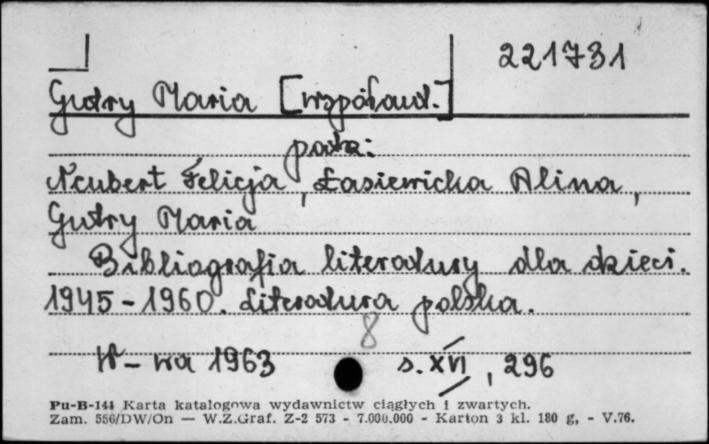 221731
Gutry Maria [współaut.]
patz:
Neubert Felicja, Łasiewicka Alina,
Gutry Maria
Bibliografia literatury dla dzieci.
1945-1960. Literatura polska.
8
W-wa 1963 s. XVI, 296
Pu-B-144 Karta katalogowa wydawnictw ciągłych i zwartych.
Zam. 556/DW/On — W.Z.Graf. Z-2 573 - 7.000.000 - Karton 3 kl. 180 g, - V.76.